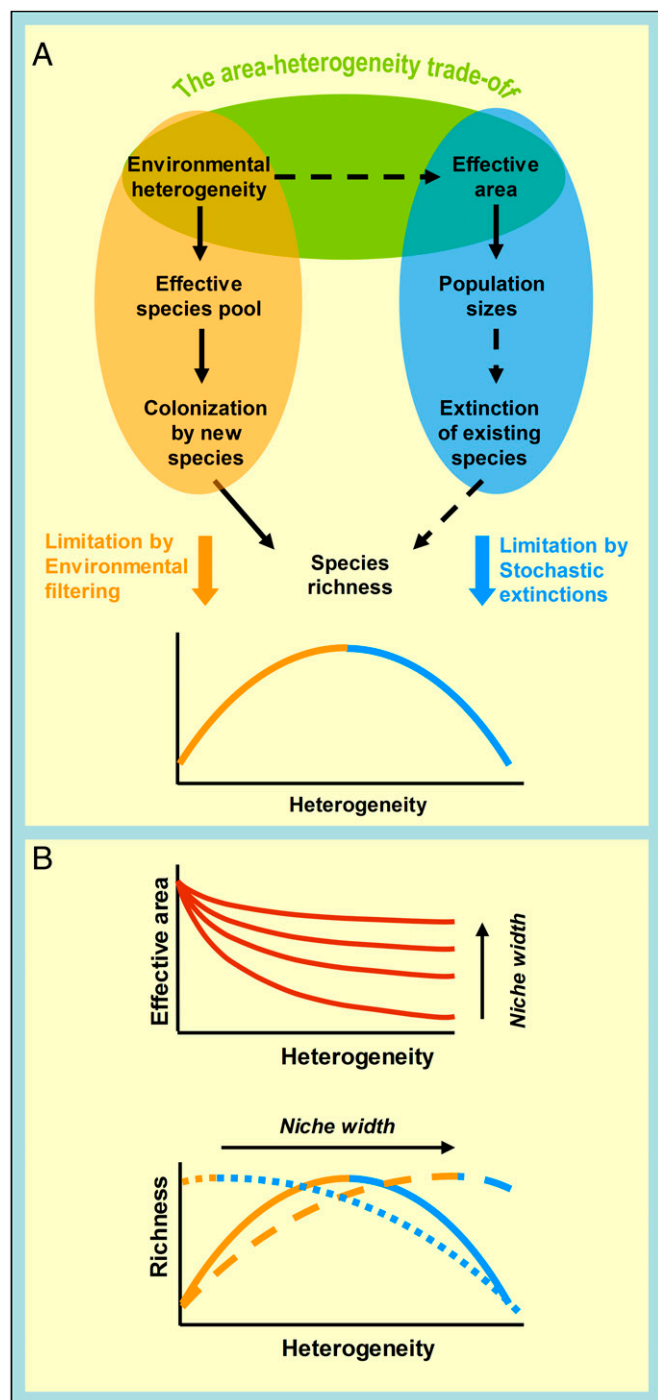 A
The area-heterogeneity trade-off
Environmental
heterogeneity
Effective
area
Effective
species pool
Population
sizes
Colonization
by new
species
Extinction
of existing
species
Limitation by
Environmental
filtering
Species
richness
Limitation by
Stochastic
extinctions
Heterogeneity
B
Effective area
Niche width
Heterogeneity
Niche width
Richness
Heterogeneity